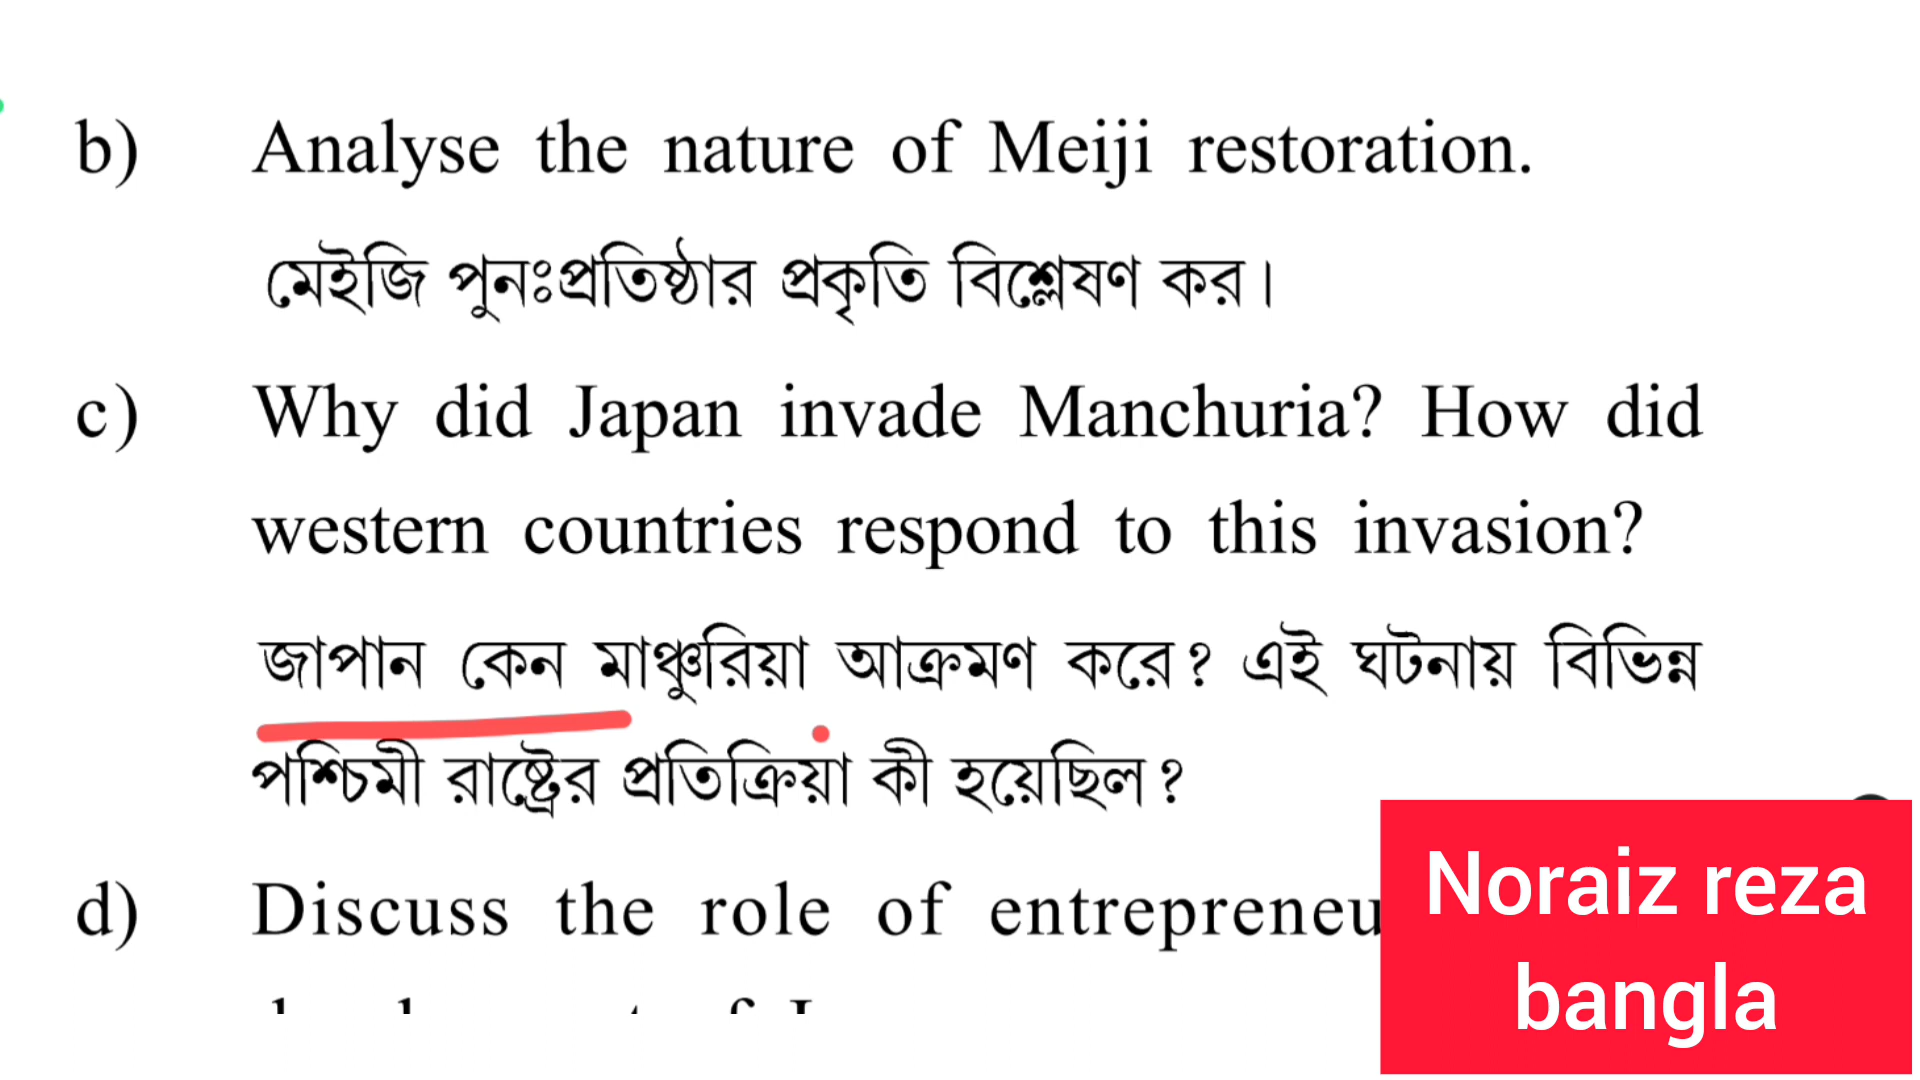 b) Analyse the nature of Meiji restoration.
মেইজি পুনঃপ্রতিষ্ঠার প্রকৃতি বিশ্লেষণ কর।
c) Why did Japan invade Manchuria? How did
western countries respond to this invasion?
জাপান কেন মাঞ্চুরিয়া আক্রমণ করে? এই ঘটনায় বিভিন্ন
পশ্চিমী রাষ্ট্রের প্রতিক্রিয়া কী হয়েছিল?
d) Discuss the role of
Noraiz reza
bangla